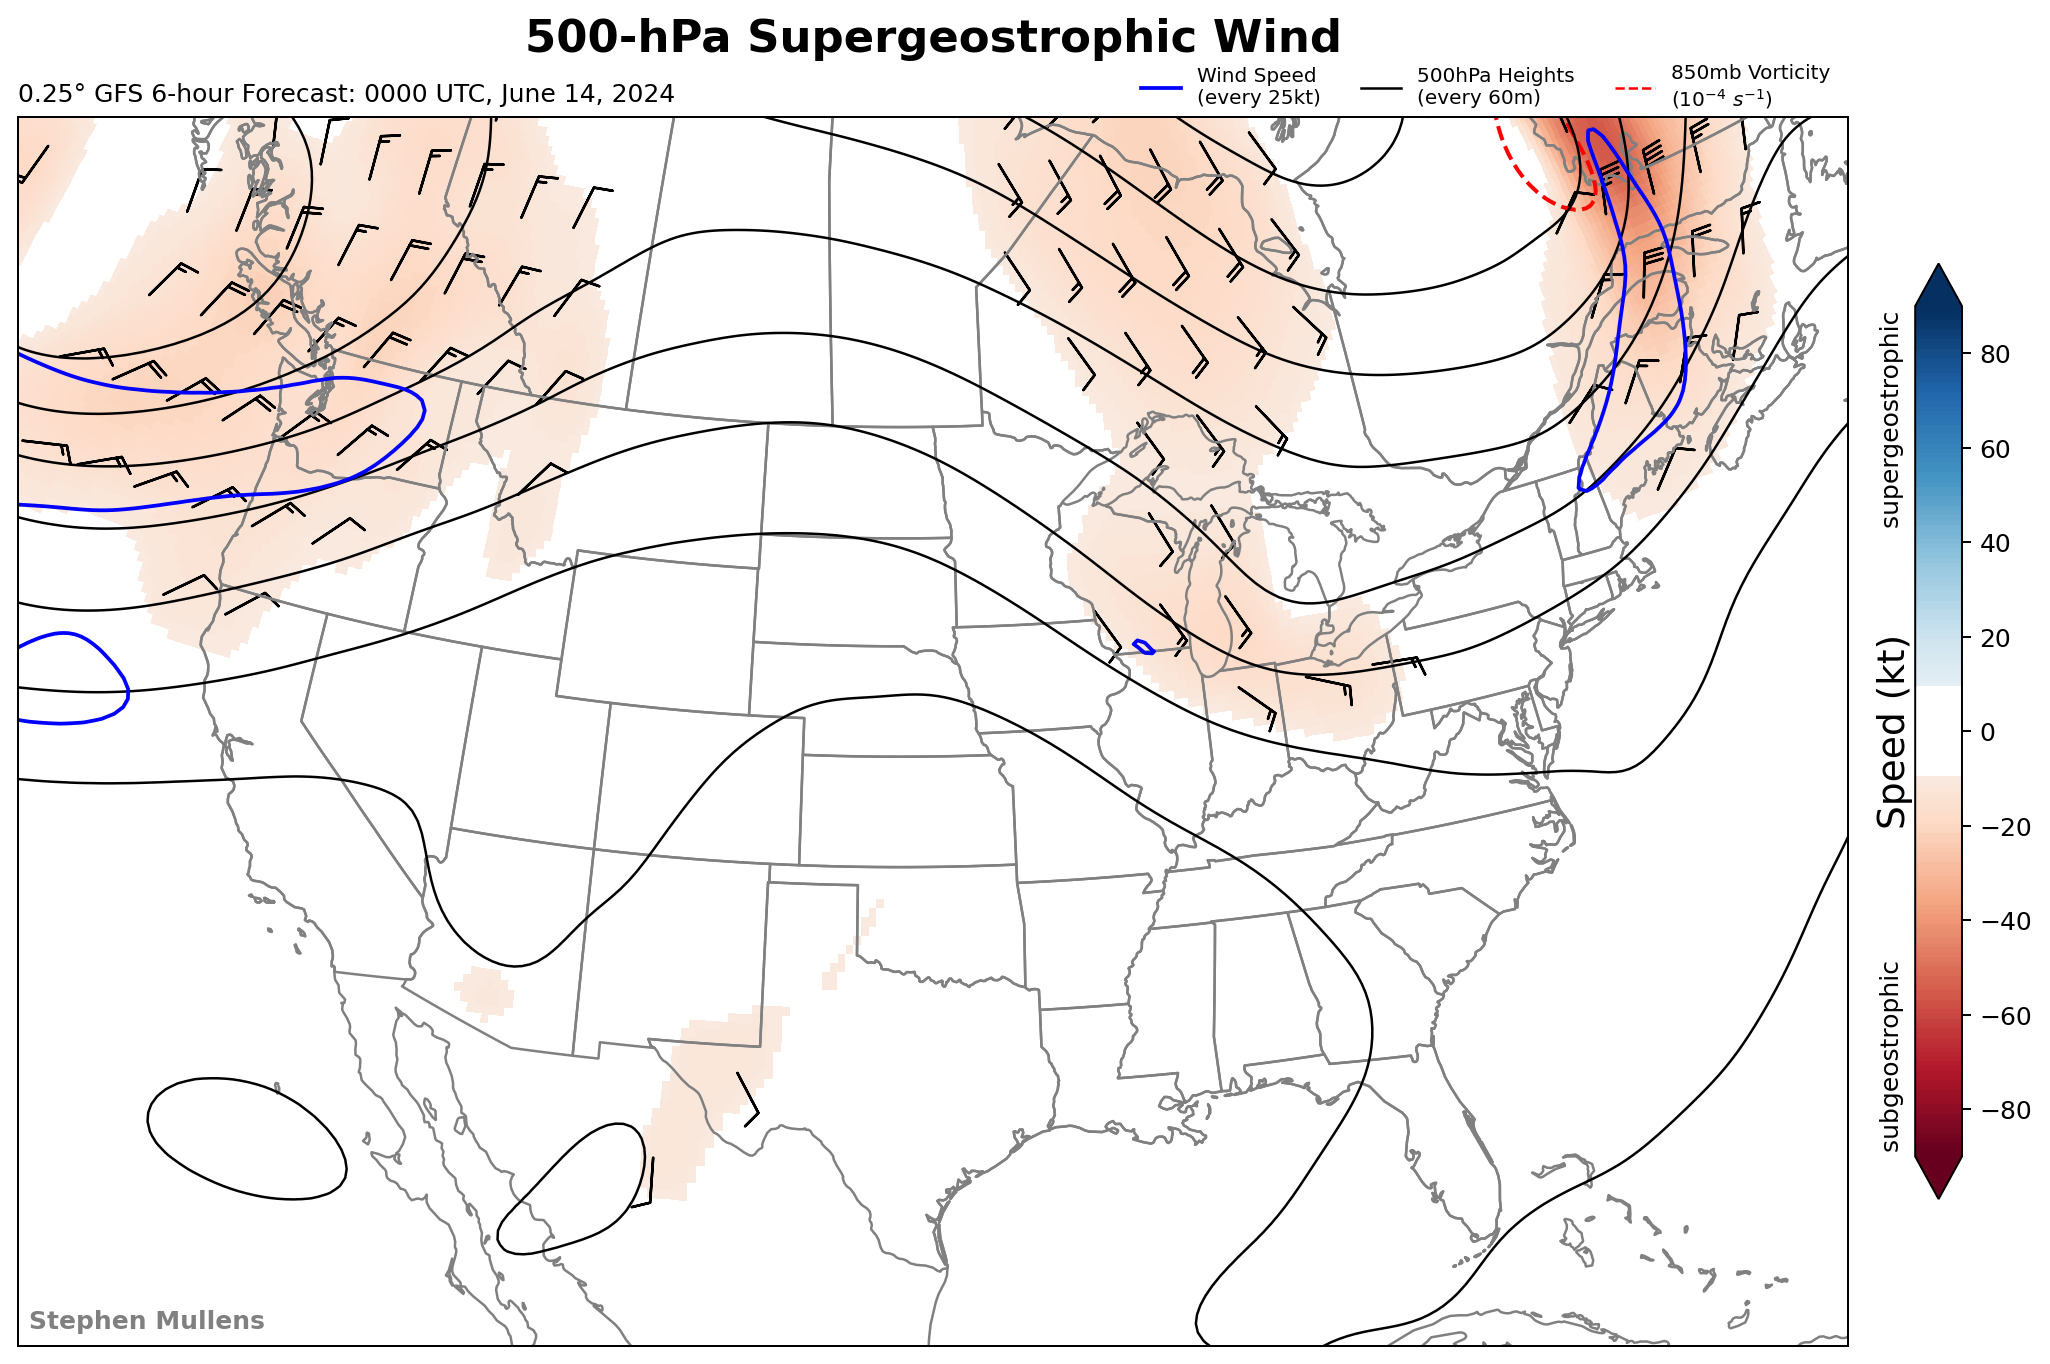 500-hPa Supergeostrophic Wind
0.25° GFS 6-hour Forecast: 0000 UTC, June 14, 2024
Wind Speed
(every 25kt)
500hPa Heights
(every 60m)
850mb Vorticity
(10⁻⁴ s⁻¹)
supergeostrophic
Speed (kt)
subgeostrophic
80
60
40
20
0
−20
−40
−60
−80
Stephen Mullens